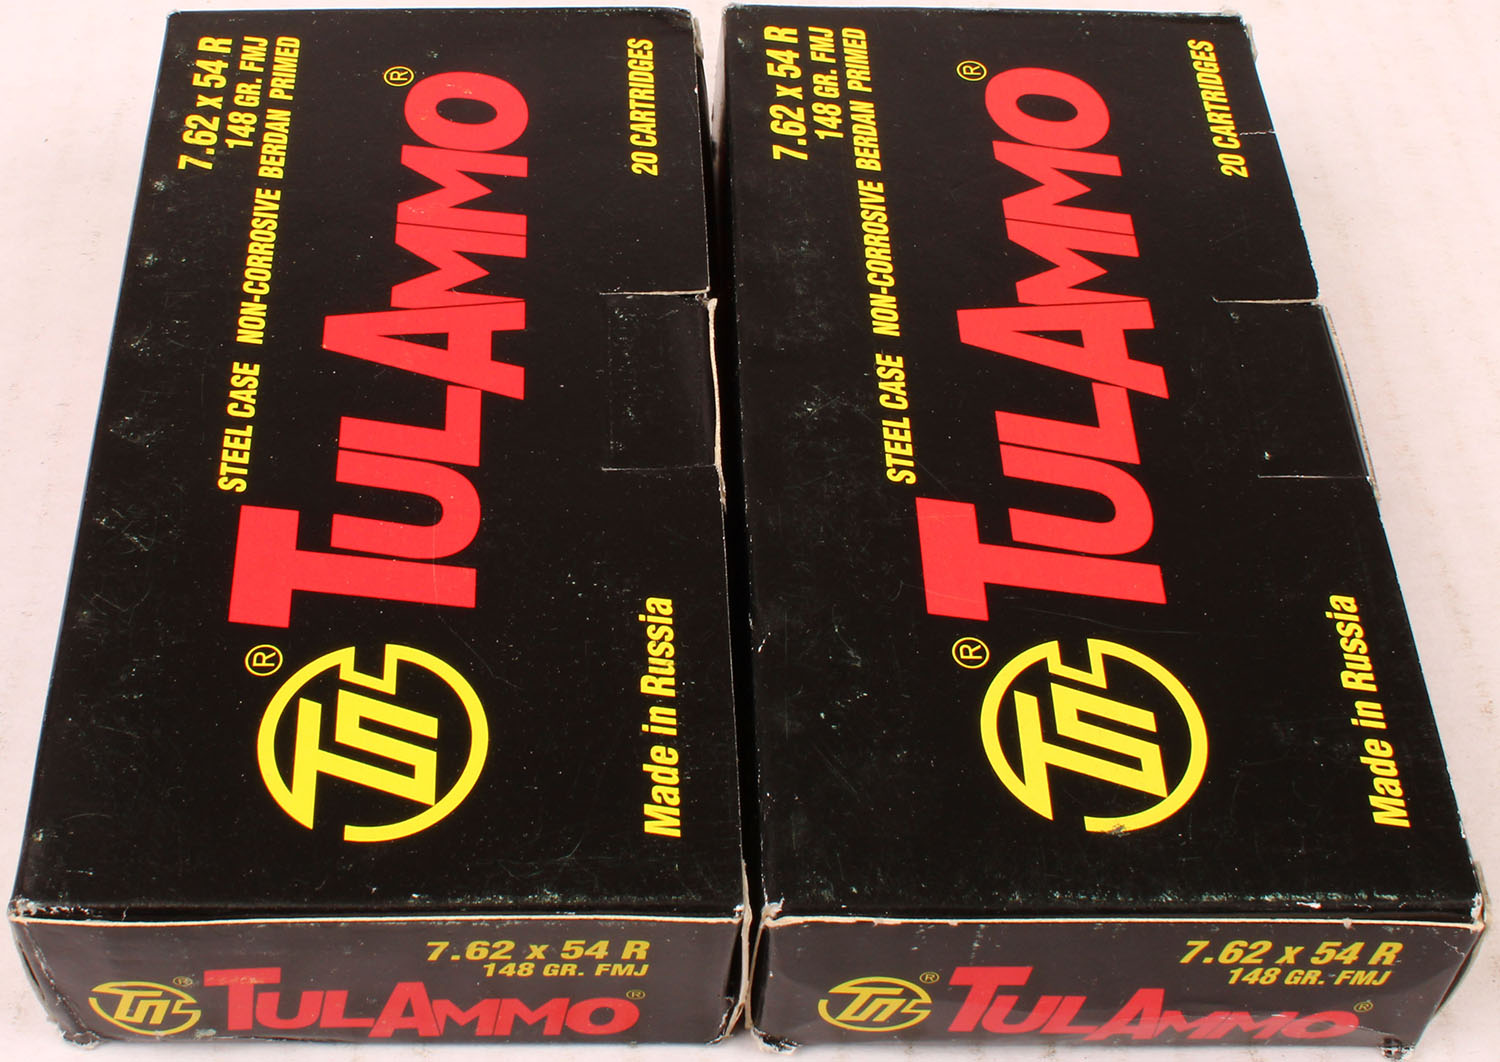 7.62 x 54 R
148 GR. FMJ
STEEL CASE NON-CORROSIVE BERDAN PRIMED
® TULAMMO ®
20 CARTRIDGES
Made in Russia
7.62 x 54 R
148 GR. FMJ
® TULAMMO ®
7.62 x 54 R
148 GR. FMJ
STEEL CASE NON-CORROSIVE BERDAN PRIMED
® TULAMMO ®
20 CARTRIDGES
Made in Russia
7.62 x 54 R
148 GR. FMJ
® TULAMMO ®